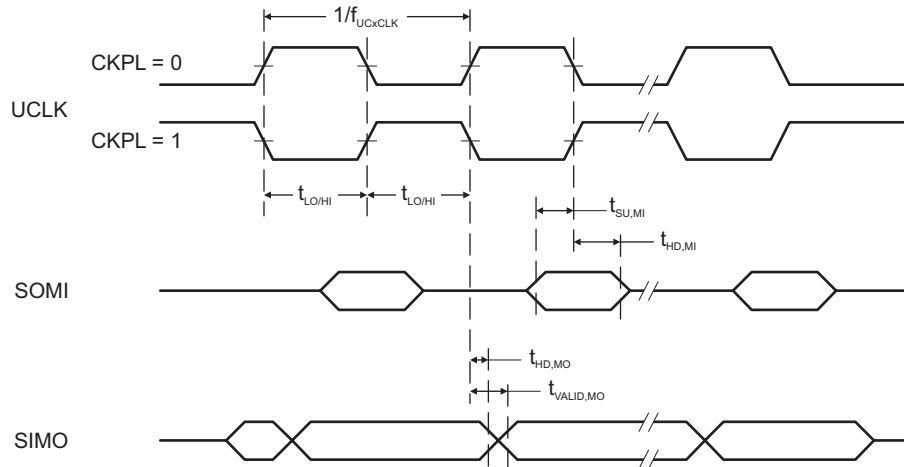 1/fUCxCLK
CKPL = 0
UCLK
CKPL = 1
tLO/HI tLO/HI
tSU,MI
tHD,MI
SOMI
tHD,MO
tVALID,MO
SIMO